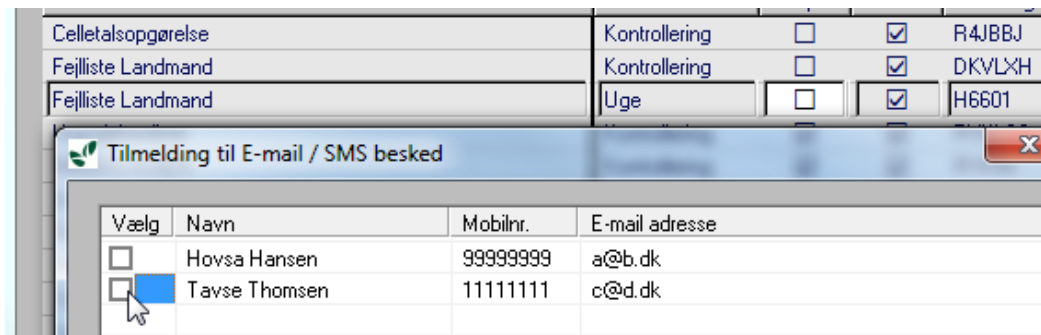 Celletalsopgørelse Kontrollering R4JBBJ
Fejlliste Landmand Kontrollering DKVLXH
Fejlliste Landmand Uge H6601
Tilmelding til E-mail / SMS besked
Vælg Navn Mobilnr. E-mail adresse
Hovsa Hansen 99999999 a@b.dk
Tavse Thomsen 11111111 c@d.dk